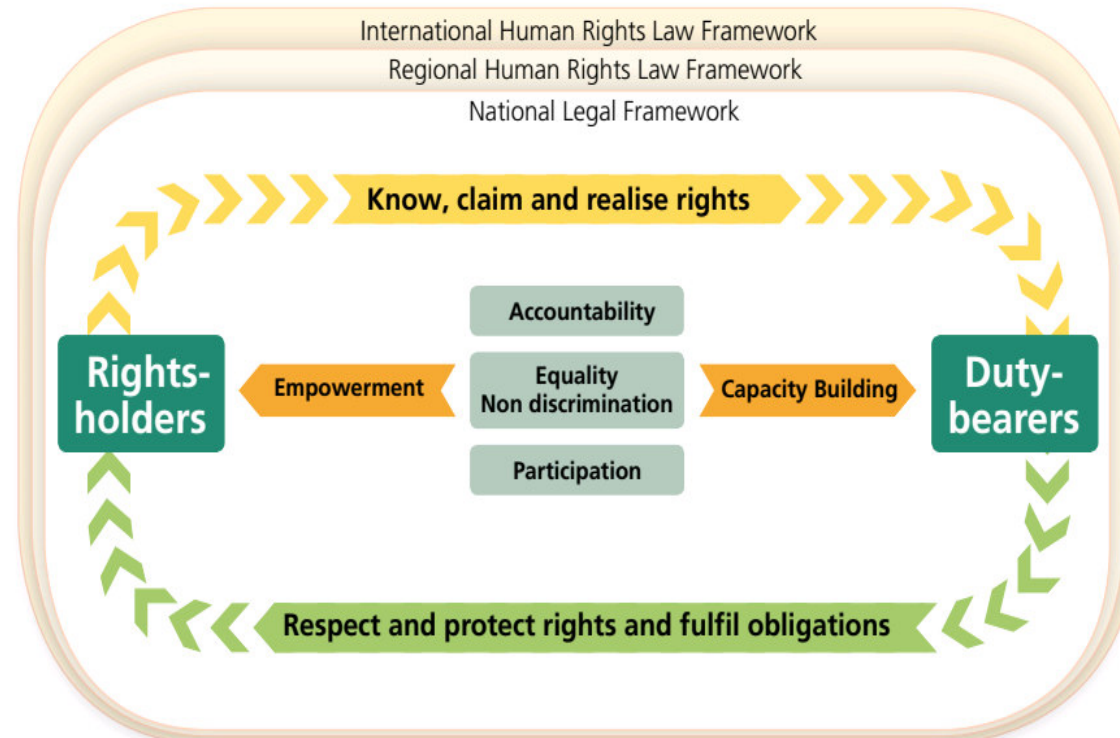 International Human Rights Law Framework
Regional Human Rights Law Framework
National Legal Framework
Know, claim and realise rights
Accountability
Rights-
holders
Empowerment
Equality
Non discrimination
Capacity Building
Duty-
bearers
Participation
Respect and protect rights and fulfil obligations